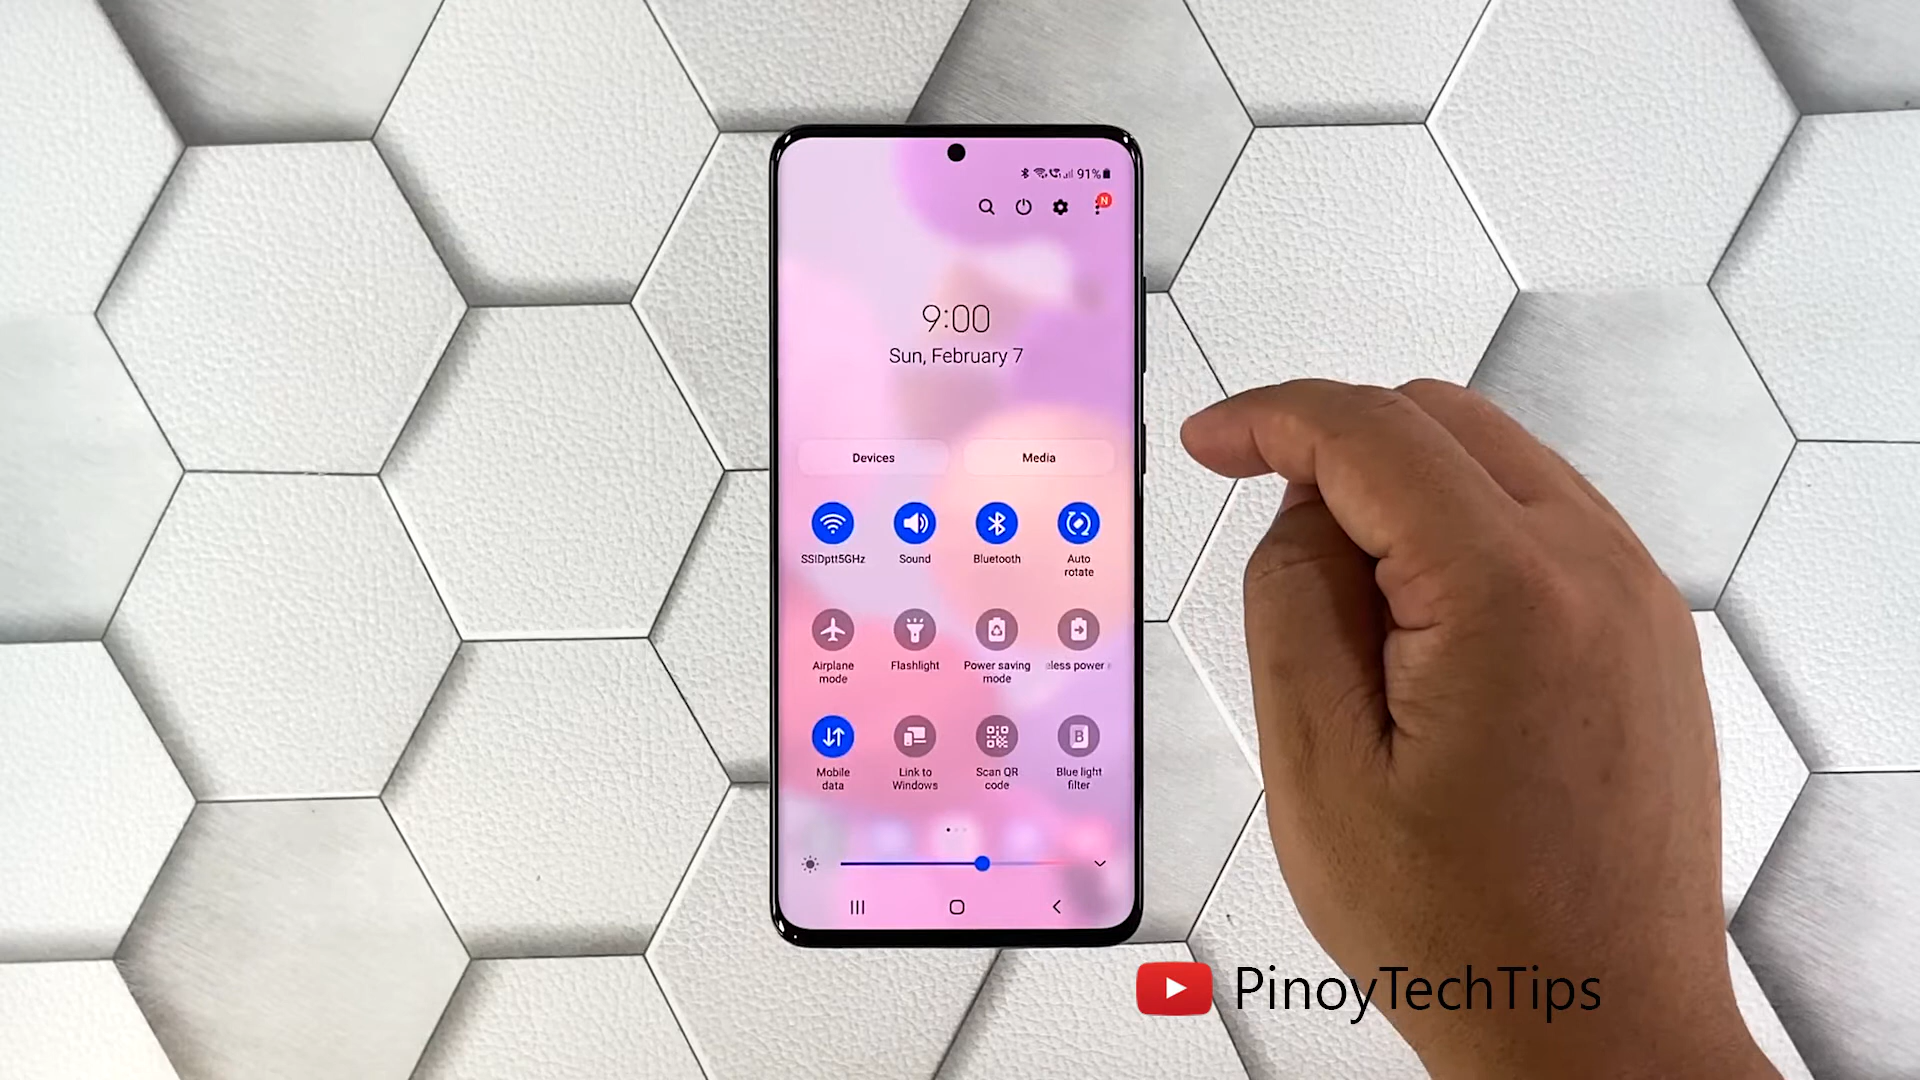 91%
N
9:00
Sun, February 7
Devices
Media
SSIDptt5GHz
Sound
Bluetooth
Auto
rotate
Airplane
mode
Flashlight
Power saving
mode
eless power
Mobile
data
Link to
Windows
Scan QR
code
B
Blue light
filter
PinoyTechTips